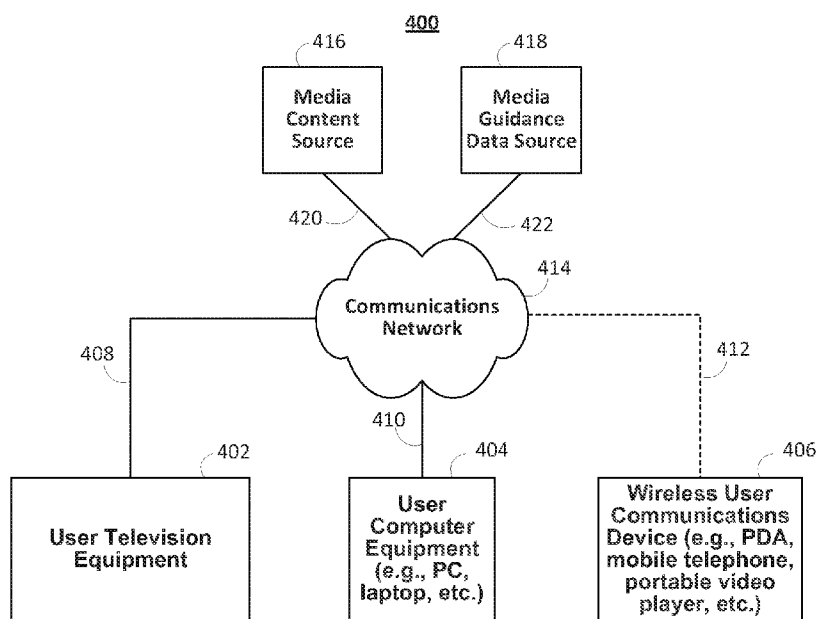 400
416
418
Media
Content
Source
Media
Guidance
Data Source
420
422
414
Communications
Network
408
412
410
402
404
406
User Television
Equipment
User
Computer
Equipment
(e.g., PC,
laptop, etc.)
Wireless User
Communications
Device (e.g., PDA,
mobile telephone,
portable video
player, etc.)